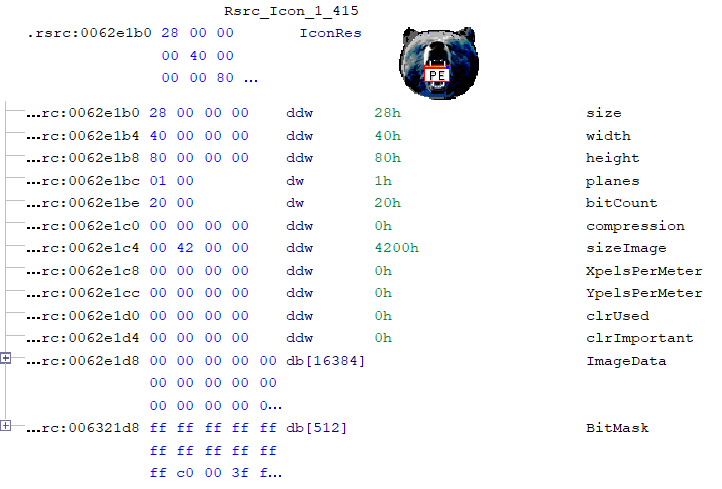 Rsrc_Icon_1_415
.rsrc:0062e1b0 28 00 00 00 IconRes
00 40 00
00 00 80 ...
PE
...rc:0062e1b0 28 00 00 00 ddw 28h size
...rc:0062e1b4 40 00 00 00 ddw 40h width
...rc:0062e1b8 80 00 00 00 ddw 80h height
...rc:0062e1bc 01 00 dw 1h planes
...rc:0062e1be 20 00 dw 20h bitCount
...rc:0062e1c0 00 00 00 00 ddw 0h compression
...rc:0062e1c4 00 42 00 00 ddw 4200h sizeImage
...rc:0062e1c8 00 00 00 00 ddw 0h XpelsPerMeter
...rc:0062e1cc 00 00 00 00 ddw 0h YpelsPerMeter
...rc:0062e1d0 00 00 00 00 ddw 0h clrUsed
...rc:0062e1d4 00 00 00 00 ddw 0h clrImportant
...rc:0062e1d8 00 00 00 00 00 db[16384] ImageData
00 00 00 00 00
00 00 00 00 0...
...rc:006321d8 ff ff ff ff ff db[512] BitMask
ff ff ff ff ff
ff c0 00 3f f...